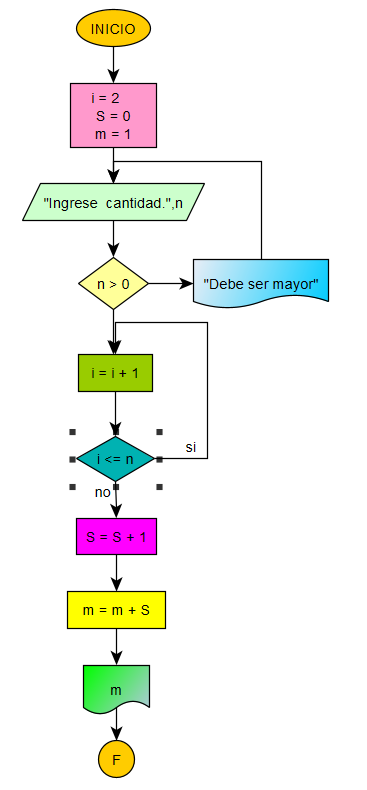 INICIO
i = 2
S = 0
m = 1
"Ingrese cantidad.",n
n > 0
"Debe ser mayor"
i = i + 1
i <= n
si
no
S = S + 1
m = m + S
m
F